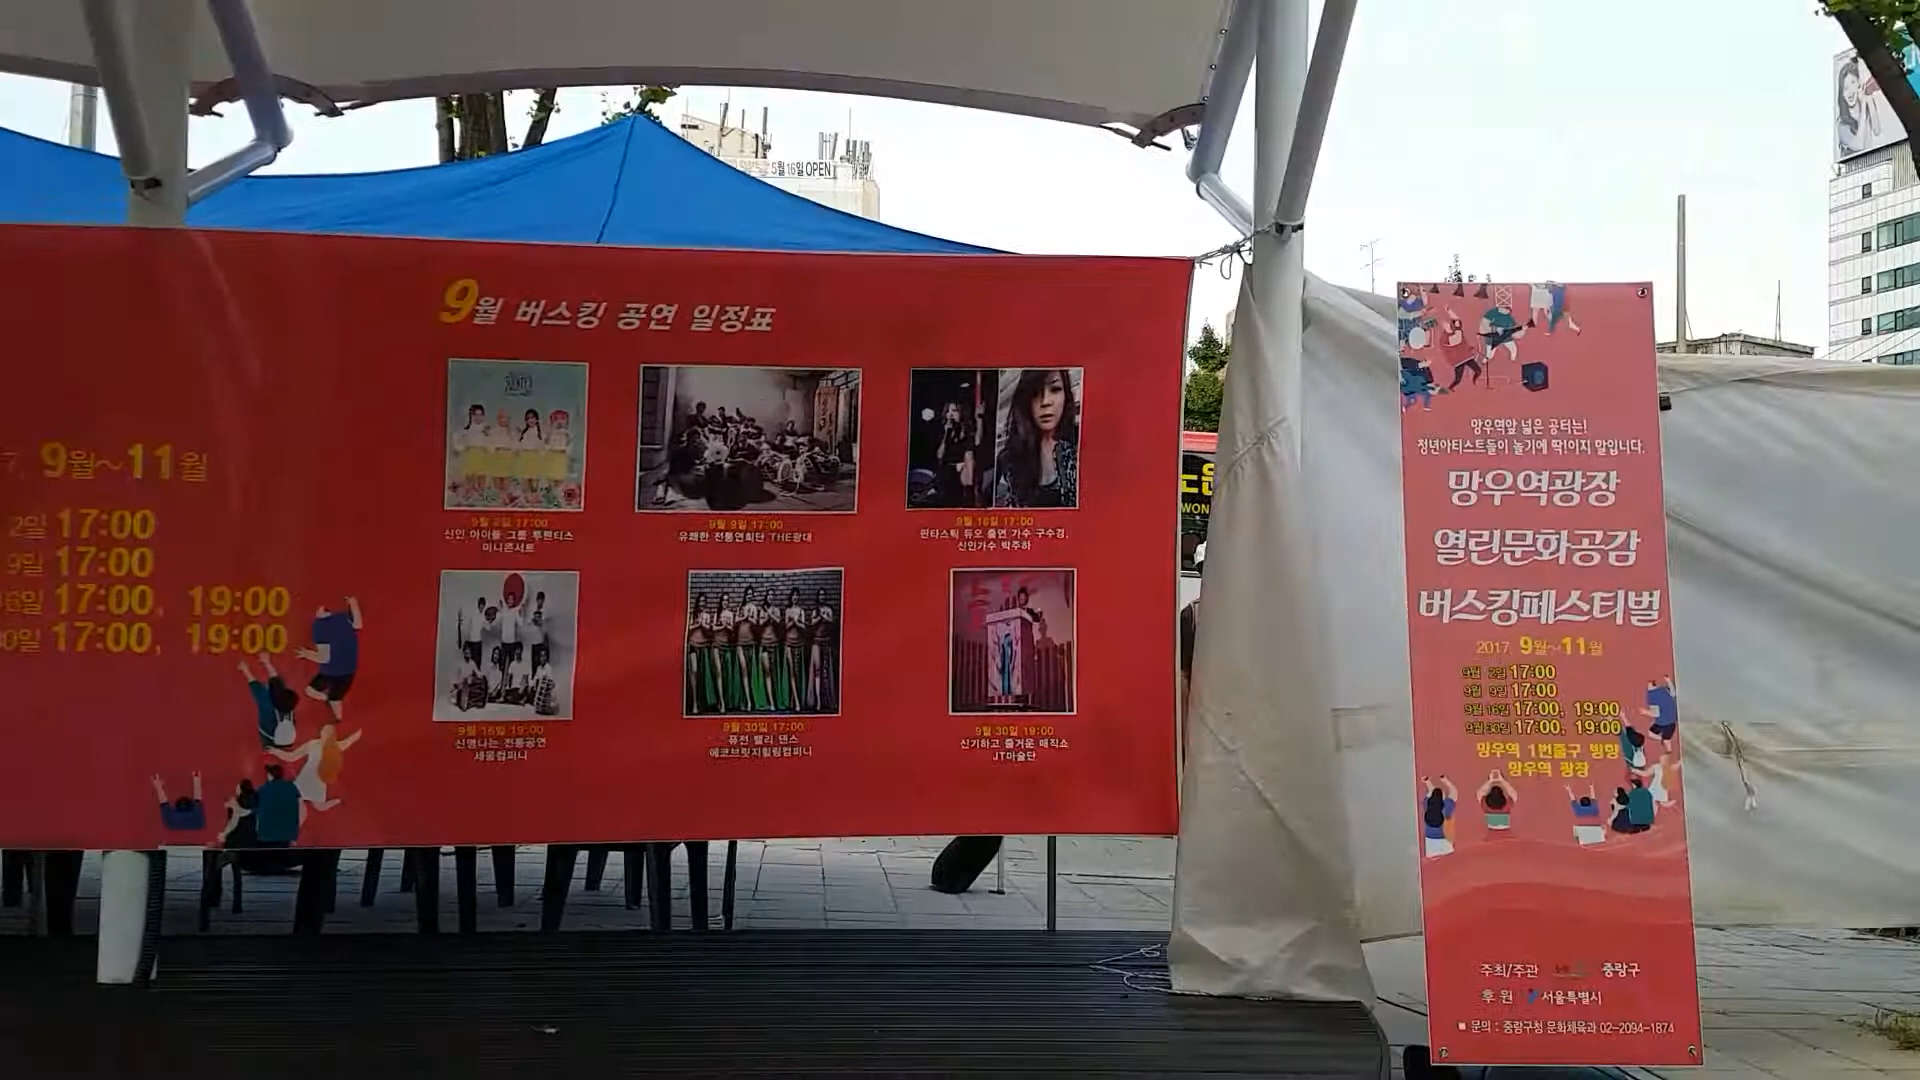 5월16일 OPEN
9월 버스킹 공연 일정표
9월~11월
2일 17:00
9일 17:00
17:00, 19:00
30일 17:00, 19:00
9월 2일 17:00
신인 아이돌 그룹 투웬티스
미니콘서트
9월 9일 17:00
유쾌한 전통연희단 THE광대
9월 16일 17:00
판타스틱 듀오 출연 가수 구수경,
신인가수 박주하
9월 16일 19:00
신명나는 전통공연
세움컴퍼니
9월 30일 17:00
퓨전 밸리 댄스
에코브릿지힐링컴퍼니
9월 30일 19:00
신기하고 즐거운 매직쇼
JT마술단
망우역앞 넓은 공터는!
청년아티스트들이 놀기에 딱!이지 말입니다.
망우역광장
열린문화공감
버스킹페스티벌
2017. 9월~11월
9월 2일 17:00
9월 9일 17:00
9월 16일 17:00, 19:00
9월 30일 17:00, 19:00
망우역 1번출구 방향
망우역 광장
주최/주관 중랑구
후 원 서울특별시
■ 문의 : 중랑구청 문화체육과 02-2094-1874